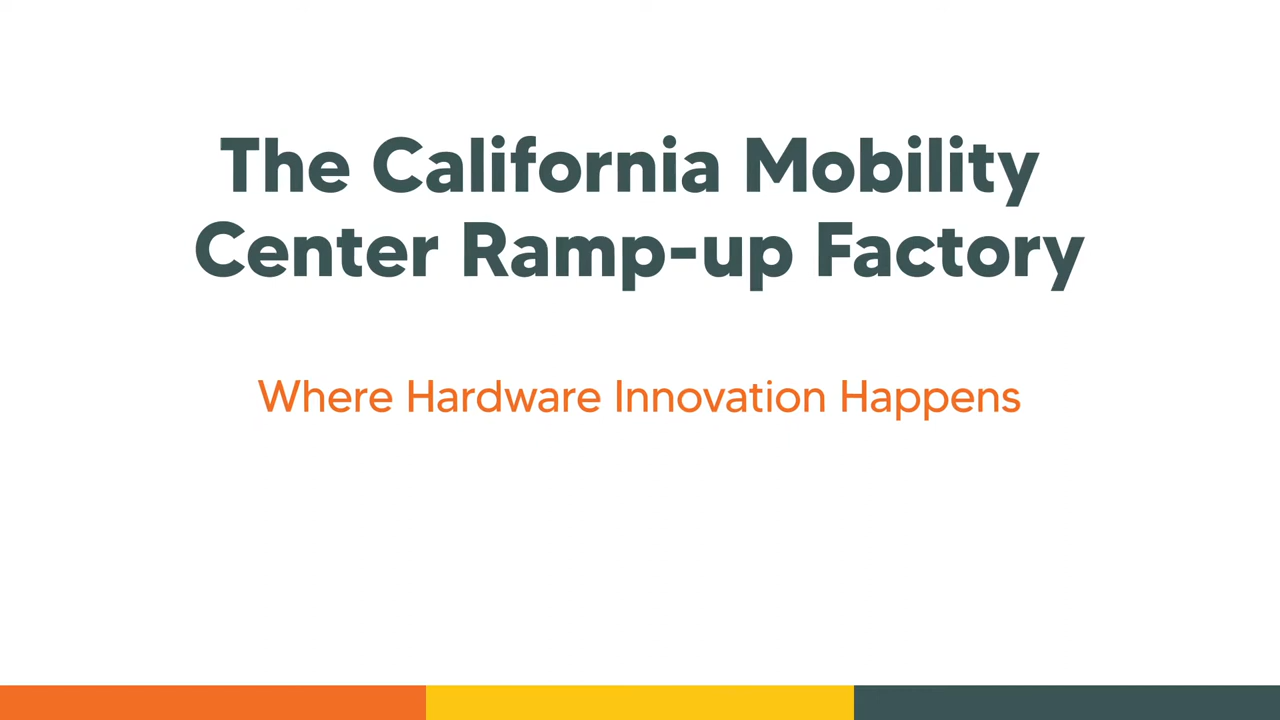 The California Mobility
Center Ramp-up Factory
Where Hardware Innovation Happens